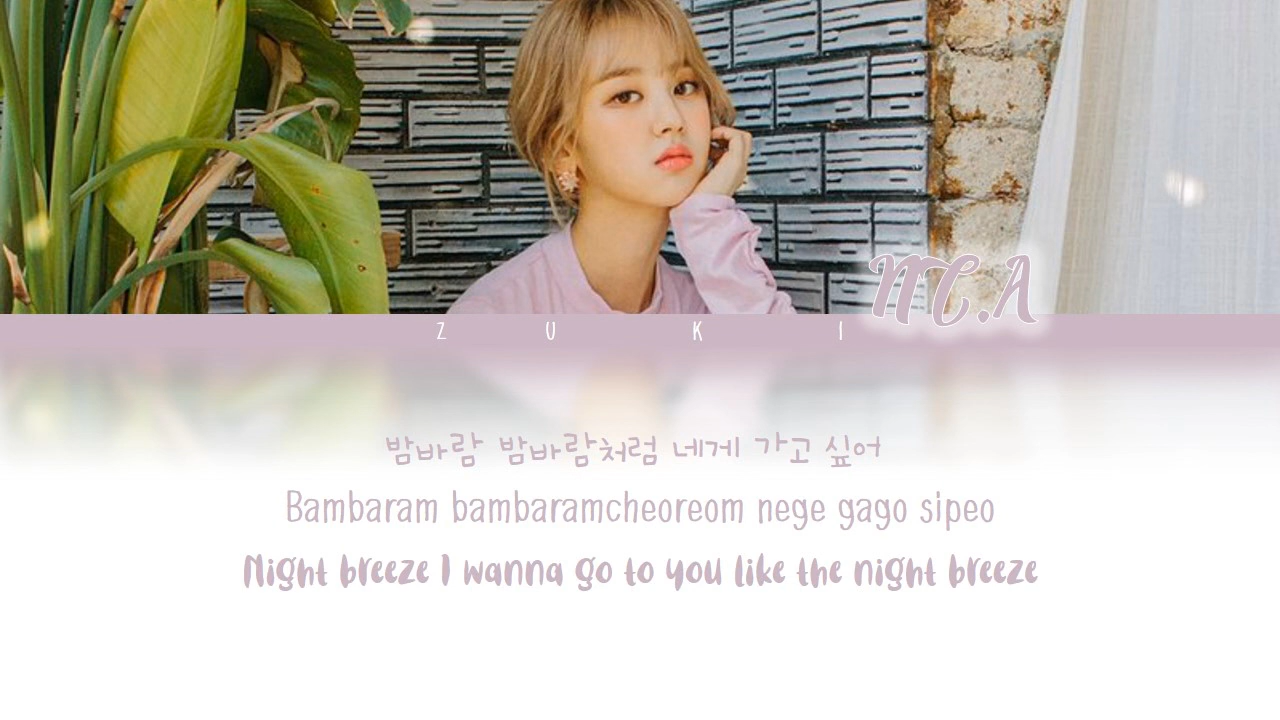 NC.A
Z U K I
밤바람 밤바람처럼 네게 가고 싶어
Bambaram bambaramcheoreom nege gago sipeo
Night breeze I wanna go to you like the night breeze